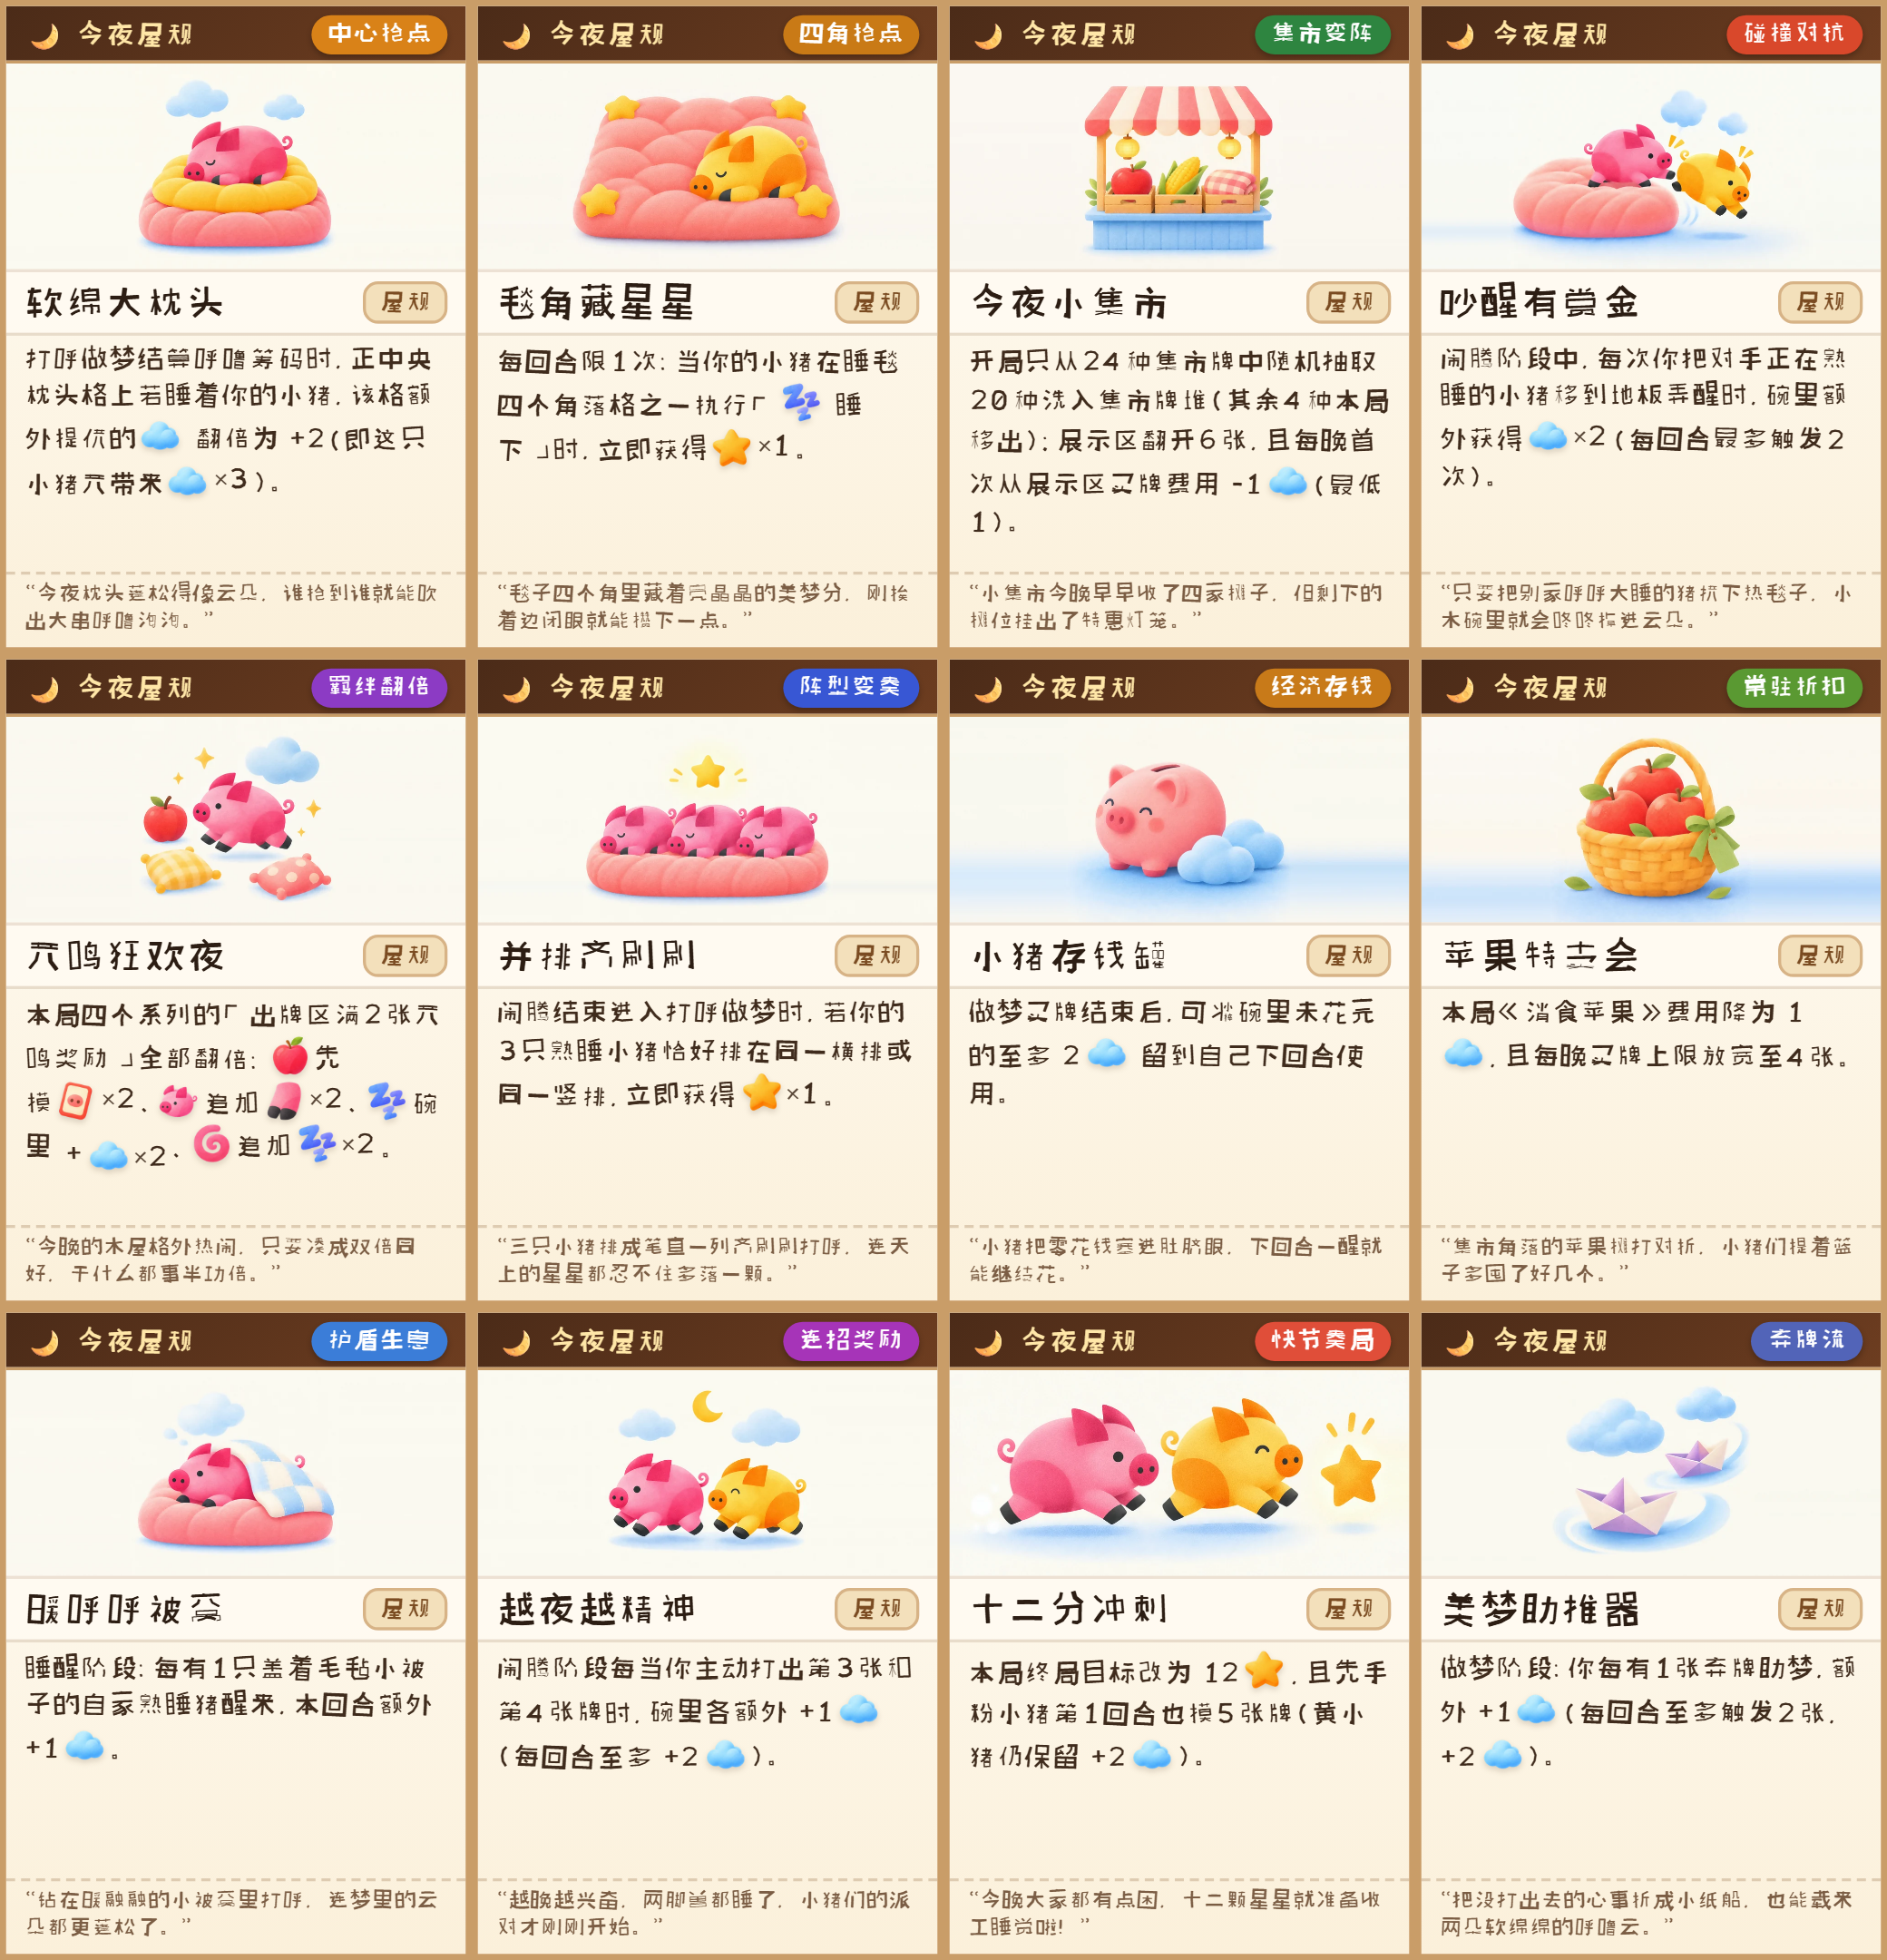 今夜屋规
中心抢点
软绵大枕头
屋规
打呼做梦结算呼噜筹码时，正中央
枕头格上若睡着你的小猪，该格额
外提供的 翻倍为 +2(即这只
小猪共带来 ×3)。
“今夜枕头蓬松得像云朵，谁抢到谁就能吹
出大串呼噜泡泡。”
今夜屋规
四角抢点
毯角藏星星
屋规
每回合限1次：当你的小猪在睡毯
四个角落格之一执行「 睡
下」时，立即获得 ×1。
“毯子四个角里藏着亮晶晶的美梦分，刚挨
着边闭眼就能攒下一点。”
今夜屋规
集市变阵
今夜小集市
屋规
开局只从24种集市牌中随机抽取
20种洗入集市牌堆(其余4种本局
移出)；展示区翻开6张，且每晚首
次从展示区买牌费用 -1 (最低
1)。
“小集市今晚早早收了四家摊子，但剩下的
摊位挂出了特惠灯笼。”
今夜屋规
碰撞对抗
吵醒有赏金
屋规
闹腾阶段中，每次你把对手正在熟
睡的小猪移到地板弄醒时，碗里额
外获得 ×2(每回合最多触发2
次)。
“只要把别家呼呼大睡的猪挤下热毯子，小
木碗里就会咚咚掉进云朵。”
今夜屋规
羁绊翻倍
共鸣狂欢夜
屋规
本局四个系列的「出牌区满2张共
鸣奖励」全部翻倍： 先
摸 ×2、 追加 ×2、 碗
里 + ×2、 追加 ×2。
“今晚的木屋格外热闹，只要凑成双倍同
好，干什么都事半功倍。”
今夜屋规
阵型变奏
并排齐刷刷
屋规
闹腾结束进入打呼做梦时，若你的
3只熟睡小猪恰好排在同一横排或
同一竖排，立即获得 ×1。
“三只小猪排成笔直一列齐刷刷打呼，连天
上的星星都忍不住多落一颗。”
今夜屋规
经济存钱
小猪存钱罐
屋规
做梦买牌结束后，可将碗里未花完
的至多 2 留到自己下回合使
用。
“小猪把零花钱塞进肚脐眼，下回合一醒就
能继续花。”
今夜屋规
常驻折扣
苹果特卖会
屋规
本局《消食苹果》费用降为 1
，且每晚买牌上限放宽至4张。
“集市角落的苹果摊打对折，小猪们提着篮
子多囤了好几个。”
今夜屋规
护盾生息
暖呼呼被窝
屋规
睡醒阶段：每有1只盖着毛毡小被
子的自家熟睡猪醒来，本回合额外
+1 。
“钻在暖融融的小被窝里打呼，连梦里的云
朵都更蓬松了。”
今夜屋规
连招奖励
越夜越精神
屋规
闹腾阶段每当你主动打出第3张和
第4张牌时，碗里各额外 +1
(每回合至多 +2 )。
“越晚越兴奋，两脚兽都睡了，小猪们的派
对才刚刚开始。”
今夜屋规
快节奏局
十二分冲刺
屋规
本局终局目标改为 12 ，且先手
粉小猪第1回合也摸5张牌(黄小
猪仍保留 +2 )。
“今晚大家都有点困，十二颗星星就准备收
工睡觉啦！”
今夜屋规
弃牌流
美梦助推器
屋规
做梦阶段：你每有1张弃牌助梦，额
外 +1 (每回合至多触发2张，
+2 )。
“把没打出去的心事折成小纸船，也能载来
两朵软绵绵的呼噜云。”